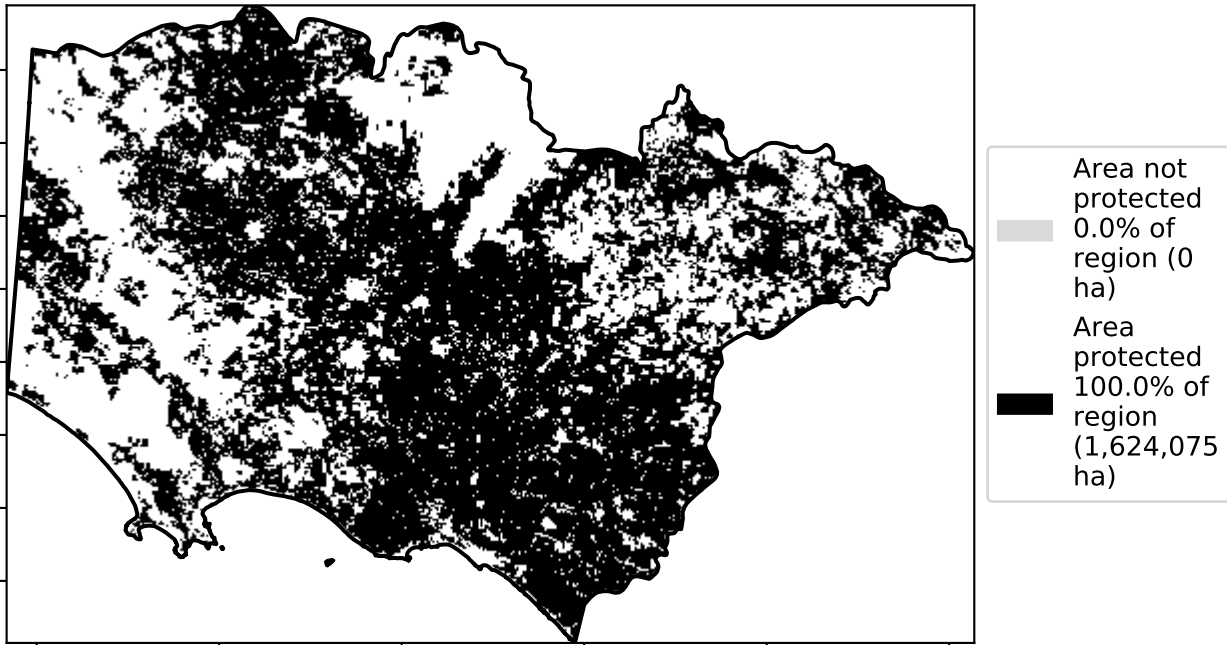 Area not
protected
0.0% of
region (0
ha)
Area
protected
100.0% of
region
(1,624,075
ha)